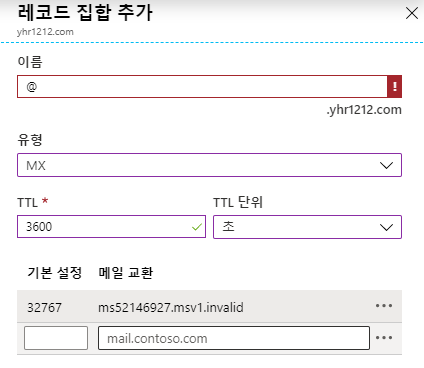 레코드 집합 추가
yhr1212.com
이름
@
.yhr1212.com
유형
MX
TTL * TTL 단위
3600 초
기본 설정 메일 교환
32767 ms52146927.msv1.invalid
mail.contoso.com